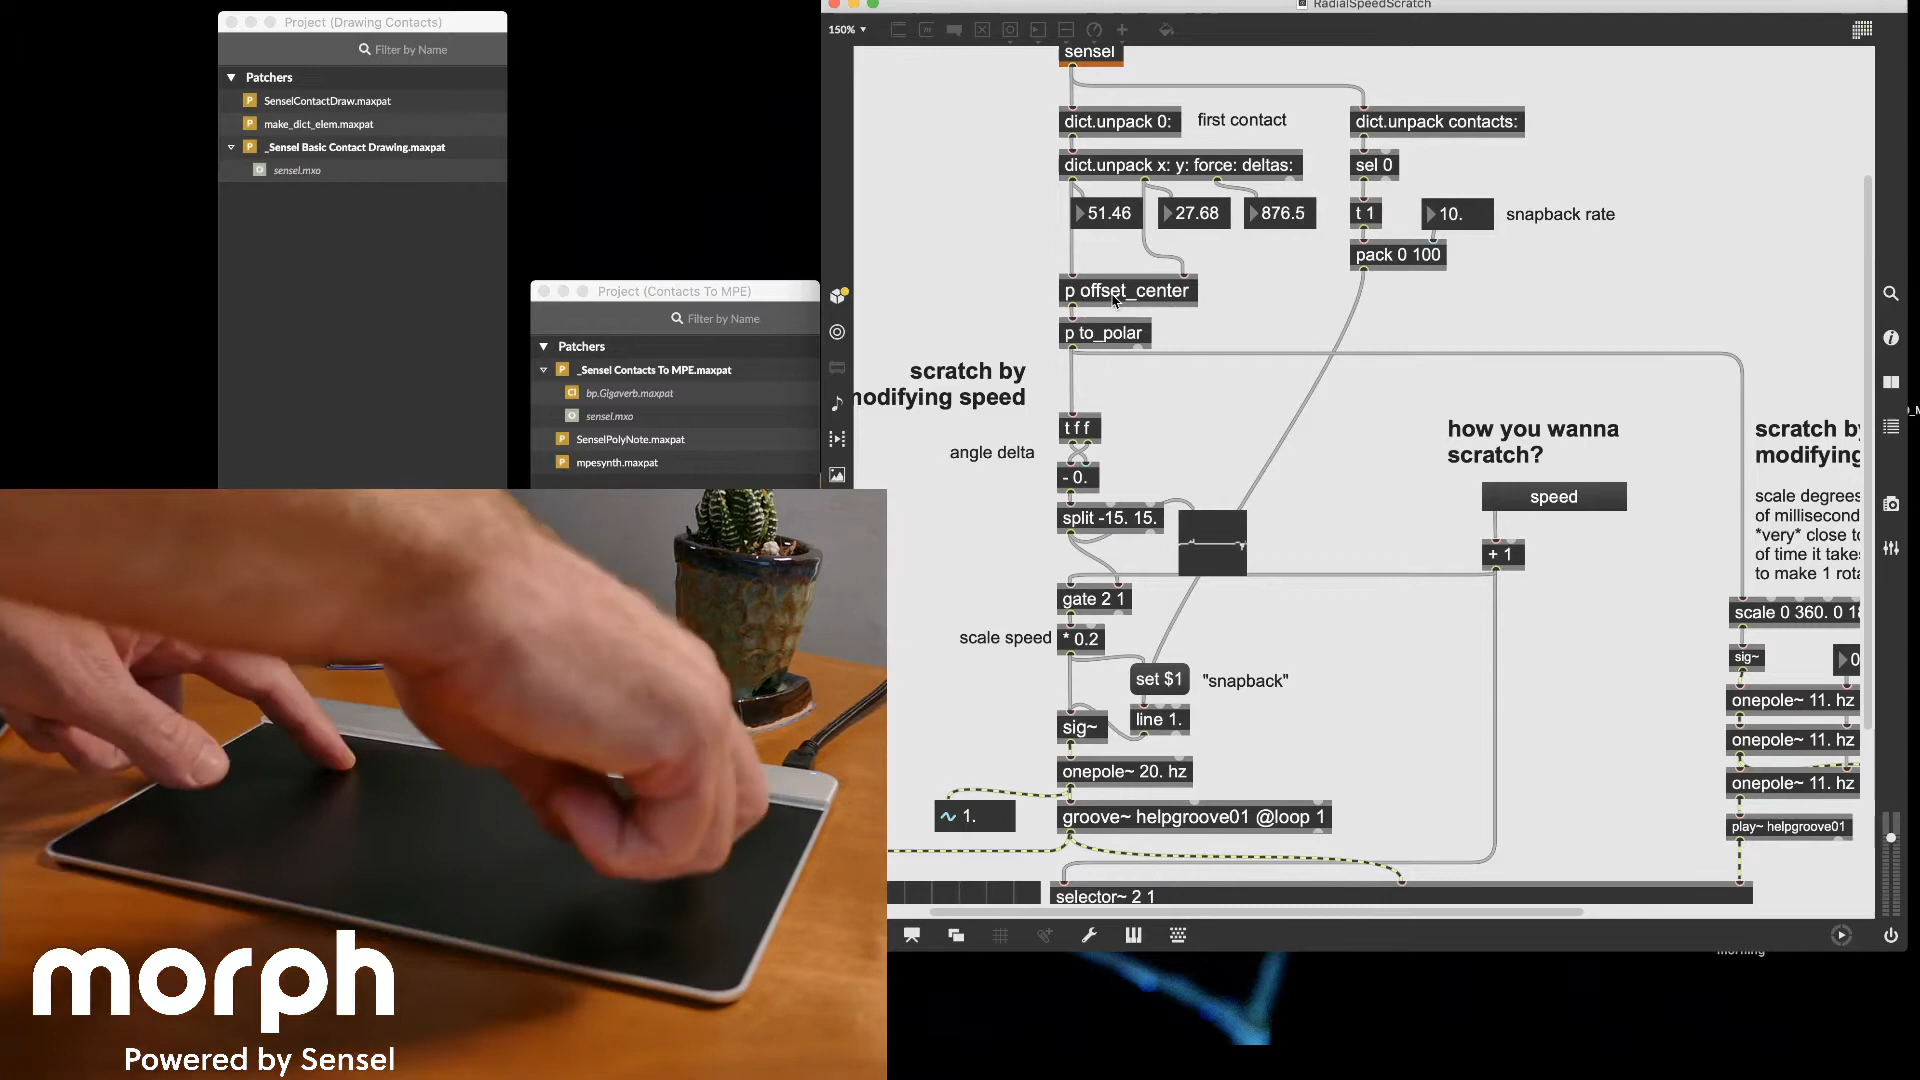 Project (Drawing Contacts)
Filter by Name
Patchers
SenselContactDraw.maxpat
make_dict_elem.maxpat
_Sensel Basic Contact Drawing.maxpat
sensel.mxo
Project (Contacts To MPE)
Filter by Name
Patchers
_Sensel Contacts To MPE.maxpat
bp.Gigaverb.maxpat
sensel.mxo
SenselPolyNote.maxpat
mpesynth.maxpat
RadialSpeedScratch
150%
sensel
dict.unpack 0:
first contact
dict.unpack contacts:
dict.unpack x: y: force: deltas:
sel 0
51.46
27.68
876.5
t 1
10.
snapback rate
pack 0 100
p offset_center
p to_polar
scratch by
modifying speed
t f f
angle delta
- 0.
split -15. 15.
gate 2 1
scale speed
* 0.2
set $1
"snapback"
line 1.
sig~
onepole~ 20. hz
1.
groove~ helpgroove01 @loop 1
selector~ 2 1
how you wanna
scratch?
speed
+ 1
scratch by
modifying
scale degrees
of millisecond
*very* close to
of time it takes
to make 1 rota
scale 0 360. 0 18
sig~
0
onepole~ 11. hz
onepole~ 11. hz
onepole~ 11. hz
play~ helpgroove01
morning
morph
Powered by Sensel